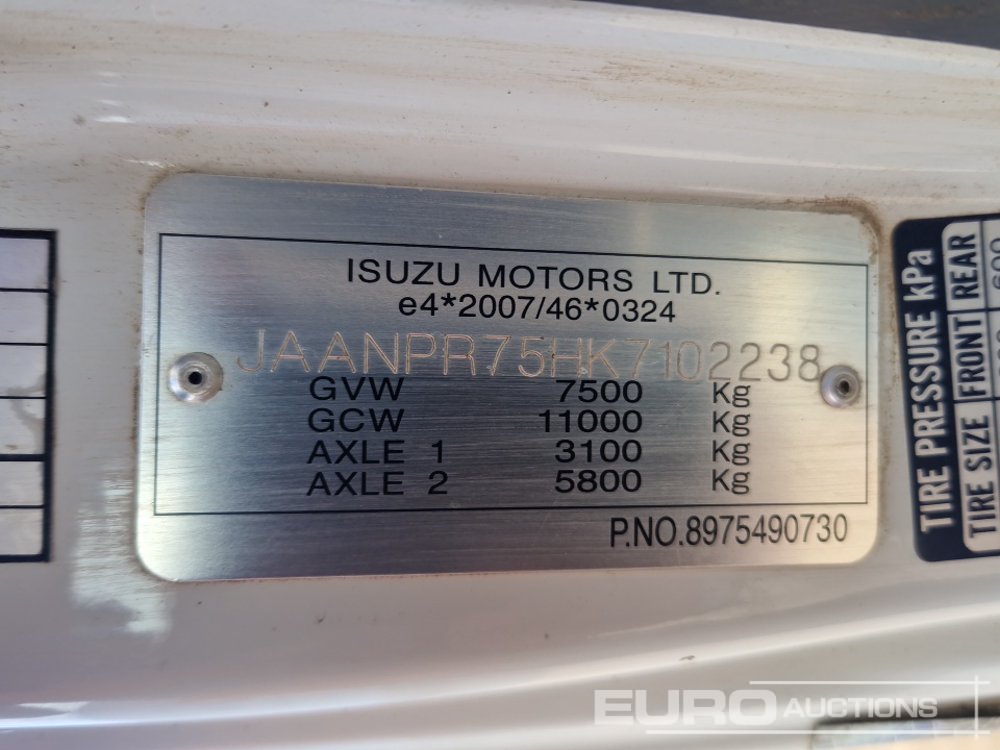 ISUZU MOTORS LTD.
e4*2007/46*0324
JAANPR75HK7102238
GVW 7500 Kg
GCW 11000 Kg
AXLE 1 3100 Kg
AXLE 2 5800 Kg
P.NO.8975490730
TIRE PRESSURE kPa
TIRE SIZE FRONT REAR
EURO AUCTIONS